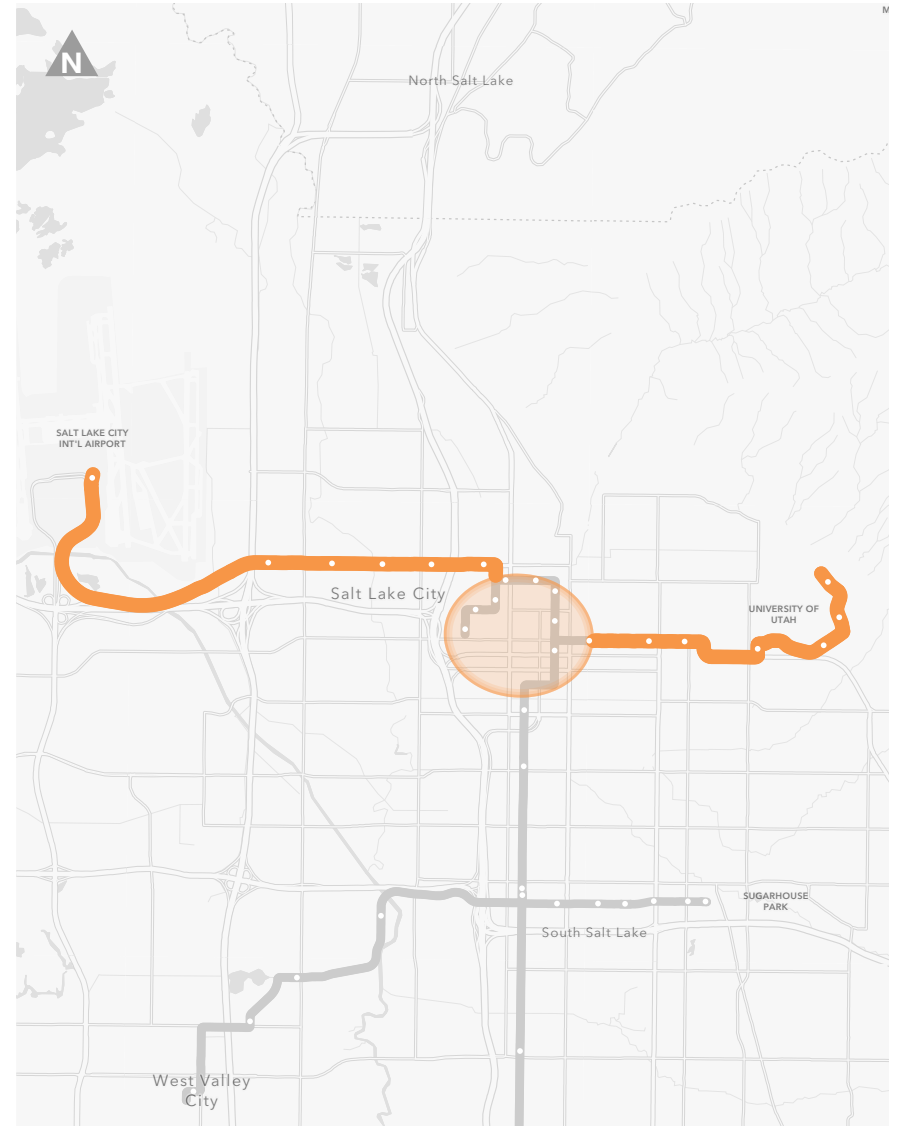 M
N
North Salt Lake
SALT LAKE CITY
INT'L AIRPORT
Salt Lake City
UNIVERSITY OF
UTAH
SUGARHOUSE
PARK
South Salt Lake
West Valley
City